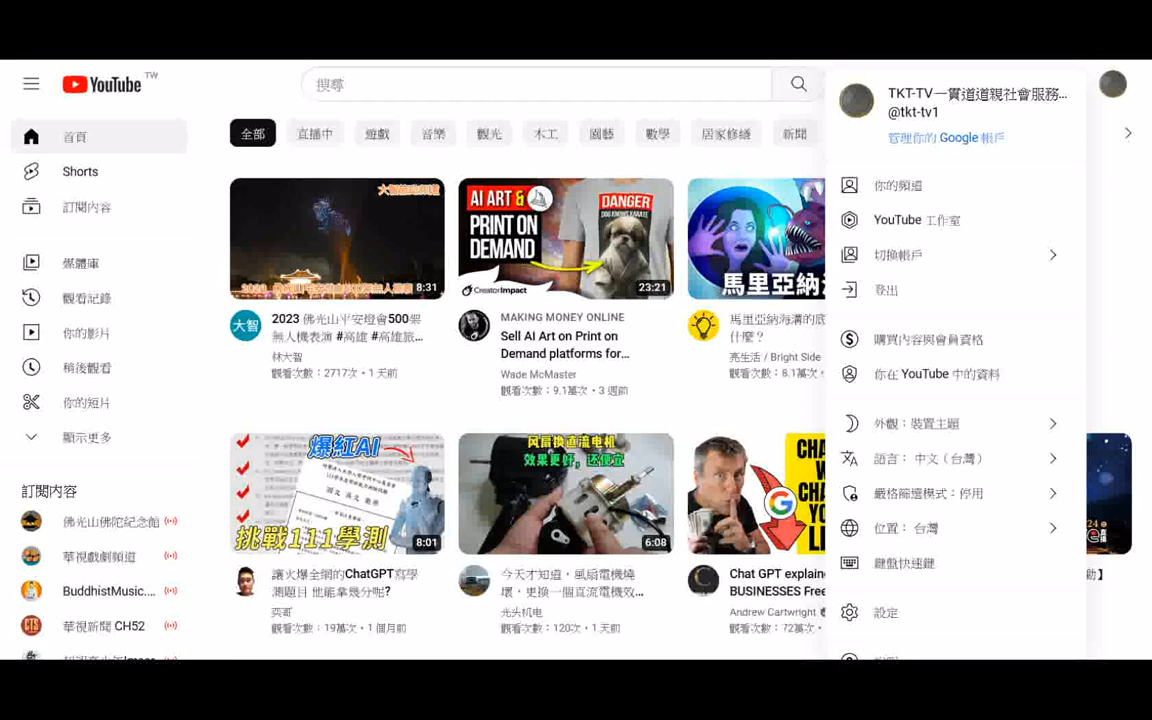 YouTube TW
搜尋
首頁
Shorts
訂閱內容
媒體庫
觀看記錄
你的影片
稍後觀看
你的短片
顯示更多
訂閱內容
佛光山佛陀紀念館
華視戲劇頻道
BuddhistMusic....
華視新聞 CH52
全部
直播中
遊戲
音樂
觀光
木工
園藝
數學
居家修繕
新聞
8:31
大智
2023 佛光山平安燈會500架
無人機表演 #高雄 #高雄旅...
林大智
觀看次數：2717次・1 天前
AI ART &
PRINT ON
DEMAND
DANGER
DOG KNOWS KARATE
CreatorImpact
23:21
MAKING MONEY ONLINE
Sell AI Art on Print on
Demand platforms for...
Wade McMaster
觀看次數：9.1萬次・3 週前
馬里亞納海
馬里亞納海溝的底
什麼？
亮生活 / Bright Side
觀看次數：8.1萬次・
爆紅AI
國文 英文 數學
挑戰111學測
8:01
讓火爆全網的ChatGPT寫學
測題目 他能拿幾分呢?
奕哥
觀看次數：19萬次・1 個月前
风扇换直流电机
效果更好，还便宜
6:08
今天才知道，風扇電機燒
壞，更換一個直流電機效...
光头机电
觀看次數：120次・1 天前
Chat GPT explain
BUSINESSES Free
Andrew Cartwright
觀看次數：72萬次・
TKT-TV一貫道道親社會服務...
@tkt-tv1
管理你的 Google 帳戶
你的頻道
YouTube 工作室
切換帳戶
登出
購買內容與會員資格
你在 YouTube 中的資料
外觀：裝置主題
語言： 中文 ( 台灣 )
嚴格篩選模式：停用
位置： 台灣
鍵盤快速鍵
設定
24
直播
動】